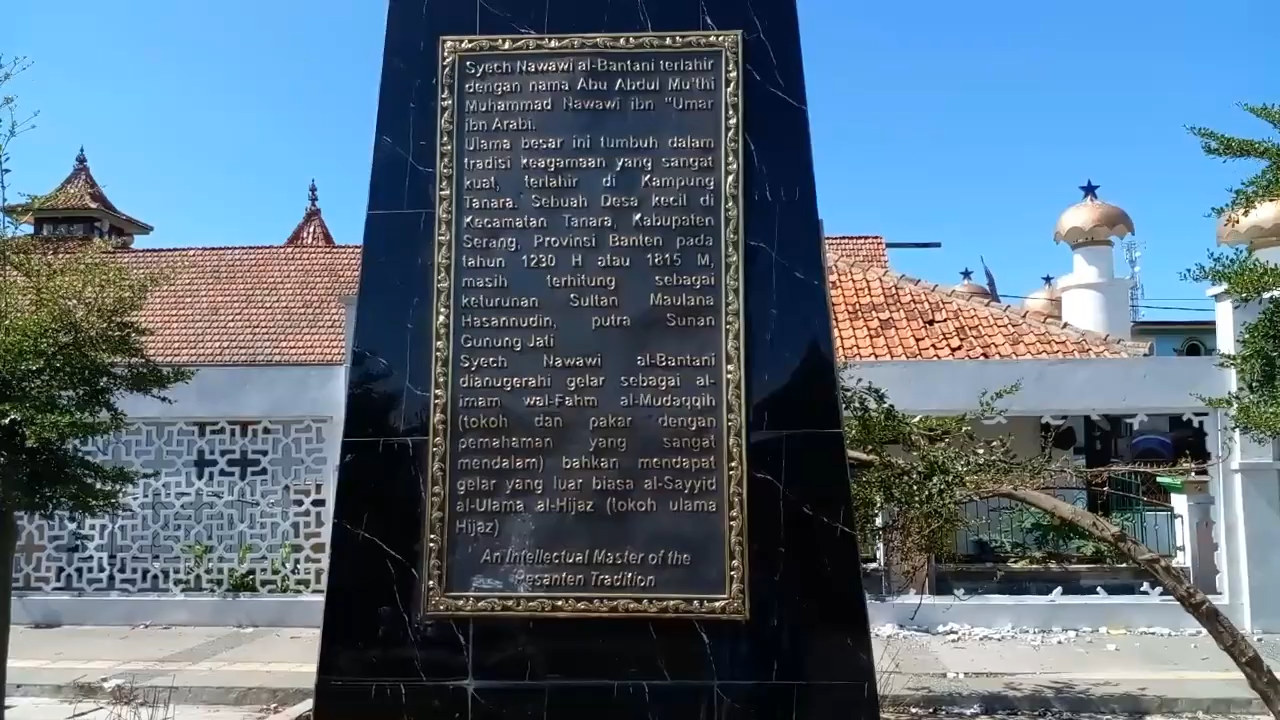 Syech Nawawi al-Bantani terlahir
dengan nama Abu Abdul Mu'thi
Muhammad Nawawi ibn "Umar
ibn Arabi.
Ulama besar ini tumbuh dalam
tradisi keagamaan yang sangat
kuat, terlahir di Kampung
Tanara. Sebuah Desa kecil di
Kecamatan Tanara, Kabupaten
Serang, Provinsi Banten pada
tahun 1230 H atau 1815 M,
masih terhitung sebagai
keturunan Sultan Maulana
Hasannudin, putra Sunan
Gunung Jati
Syech Nawawi al-Bantani
dianugerahi gelar sebagai al-
imam wal-Fahm al-Mudaqqih
(tokoh dan pakar dengan
pemahaman yang sangat
mendalam) bahkan mendapat
gelar yang luar biasa al-Sayyid
al-Ulama al-Hijaz (tokoh ulama
Hijaz)
An Intellectual Master of the
Pesanten Tradition